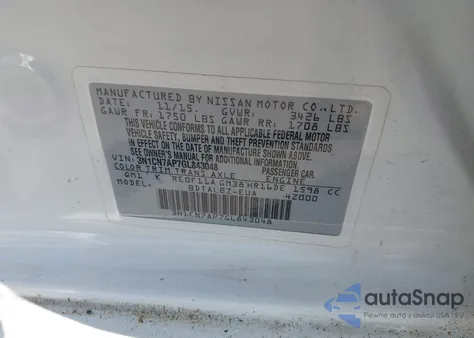 MANUFACTURED BY NISSAN MOTOR CO., LTD.
DATE: 11/15. GVWR: 3426 LBS
GAWR FR: 1750 LBS GAWR RR: 1708 LBS
THIS VEHICLE CONFORMS TO ALL APPLICABLE FEDERAL MOTOR
VEHICLE SAFETY, BUMPER AND THEFT PREVENTION STANDARDS
IN EFFECT ON THE DATE OF MANUFACTURE SHOWN ABOVE.
SEE OWNER'S MANUAL FOR ADDITIONAL INFORMATION.
VIN: 3N1CN7AP7GL843048 PASSENGER CAR.
COLOR TRIM TRANS AXLE ENGINE
QM1 K RE0F11A GM38 HR16DE 1598 CC
MODEL: BDTALBZ-EUA 4Z000
3N1CN7AP7GL843048
autoSnap
Pewne auta z aukcji USA i EU